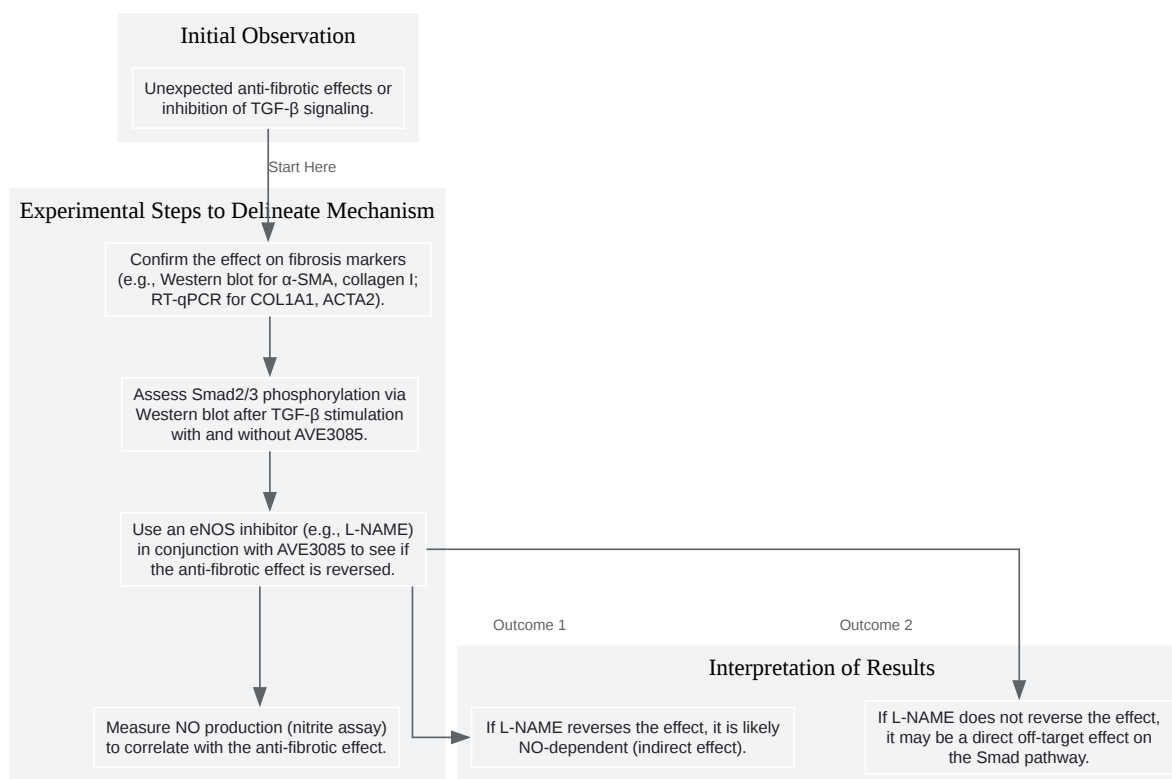 Initial Observation
Unexpected anti-fibrotic effects or
inhibition of TGF-β signaling.
Start Here
Experimental Steps to Delineate Mechanism
Confirm the effect on fibrosis markers
(e.g., Western blot for α-SMA, collagen I;
RT-qPCR for COL1A1, ACTA2).
Assess Smad2/3 phosphorylation via
Western blot after TGF-β stimulation
with and without AVE3085.
Use an eNOS inhibitor (e.g., L-NAME)
in conjunction with AVE3085 to see if
the anti-fibrotic effect is reversed.
Measure NO production (nitrite assay)
to correlate with the anti-fibrotic effect.
Outcome 1
Outcome 2
Interpretation of Results
If L-NAME reverses the effect, it is likely
NO-dependent (indirect effect).
If L-NAME does not reverse the effect,
it may be a direct off-target effect on
the Smad pathway.